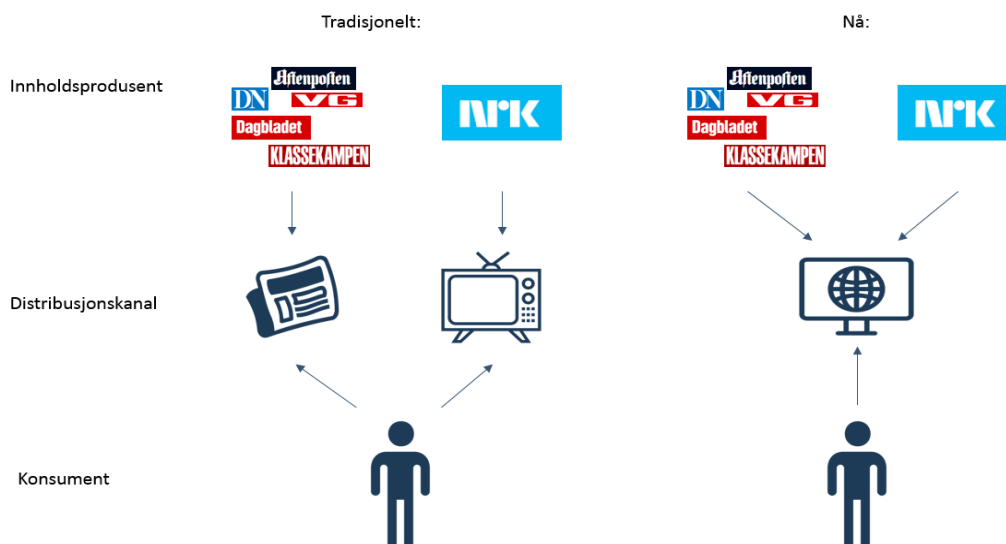 Tradisjonelt:
Nå:
Innholdsprodusent
Aftenposten
DN
VG
Dagbladet
KLASSEKAMPEN
NRK
Aftenposten
DN
VG
Dagbladet
KLASSEKAMPEN
NRK
Distribusjonskanal
Konsument